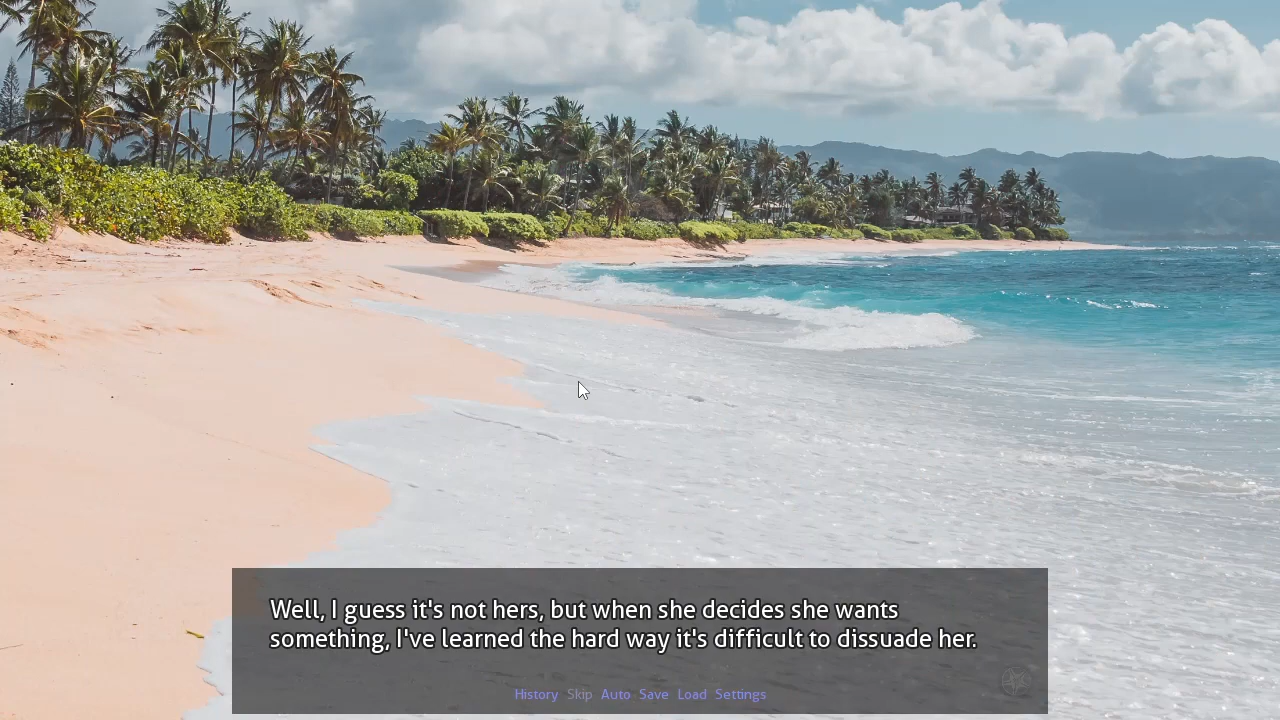 Well, I guess it's not hers, but when she decides she wants
something, I've learned the hard way it's difficult to dissuade her.
History Skip Auto Save Load Settings